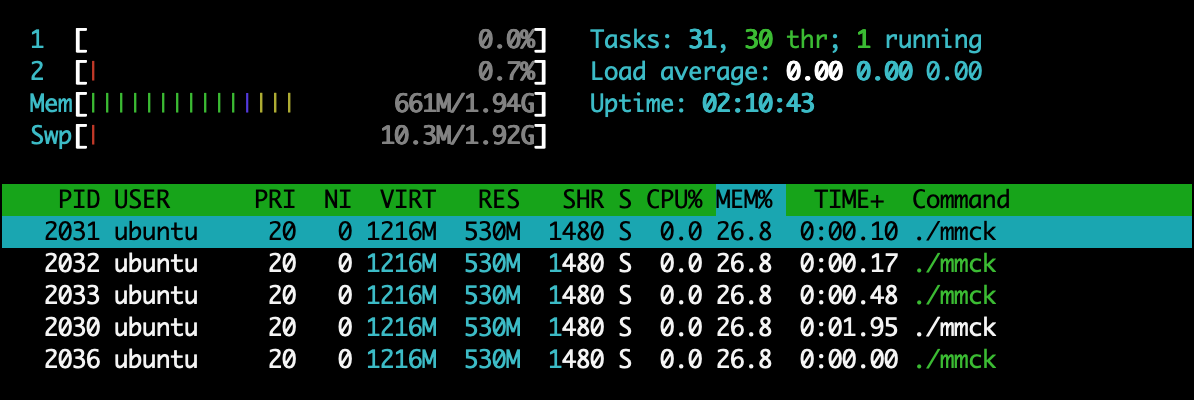 1 [ 0.0%] Tasks: 31, 30 thr; 1 running
2 [| 0.7%] Load average: 0.00 0.00 0.00
Mem[||||||||||||||| 661M/1.94G] Uptime: 02:10:43
Swp[| 10.3M/1.92G]
PID USER PRI NI VIRT RES SHR S CPU% MEM% TIME+ Command
2031 ubuntu 20 0 1216M 530M 1480 S 0.0 26.8 0:00.10 ./mmck
2032 ubuntu 20 0 1216M 530M 1480 S 0.0 26.8 0:00.17 ./mmck
2033 ubuntu 20 0 1216M 530M 1480 S 0.0 26.8 0:00.48 ./mmck
2030 ubuntu 20 0 1216M 530M 1480 S 0.0 26.8 0:01.95 ./mmck
2036 ubuntu 20 0 1216M 530M 1480 S 0.0 26.8 0:00.00 ./mmck